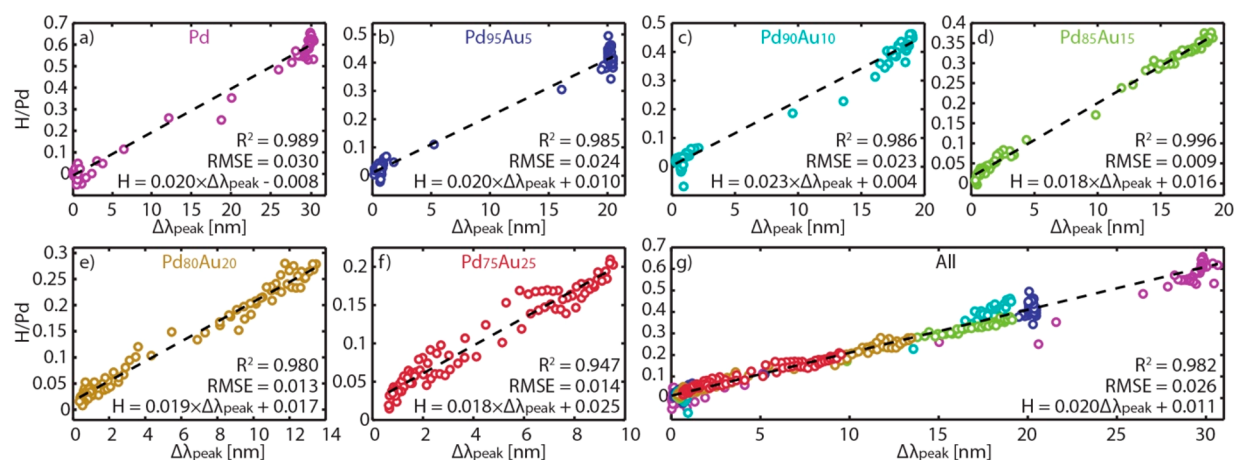 a) Pd
H/Pd
0.7
0.6
0.5
0.4
0.3
0.2
0.1
0
R² = 0.989
RMSE = 0.030
H = 0.020×Δλpeak - 0.008
0 5 10 15 20 25 30
Δλpeak [nm]
b) Pd95Au5
0.5
0.4
0.3
0.2
0.1
0
R² = 0.985
RMSE = 0.024
H = 0.020×Δλpeak + 0.010
0 5 10 15 20
Δλpeak [nm]
c) Pd90Au10
0.5
0.4
0.3
0.2
0.1
0
R² = 0.986
RMSE = 0.023
H = 0.023×Δλpeak + 0.004
0 5 10 15 20
Δλpeak [nm]
d) Pd85Au15
0.4
0.35
0.3
0.25
0.2
0.15
0.1
0.05
0
R² = 0.996
RMSE = 0.009
H = 0.018×Δλpeak + 0.016
0 5 10 15 20
Δλpeak [nm]
e) Pd80Au20
H/Pd
0.3
0.25
0.2
0.15
0.1
0.05
0
R² = 0.980
RMSE = 0.013
H = 0.019×Δλpeak + 0.017
0 2 4 6 8 10 12 14
Δλpeak [nm]
f) Pd75Au25
0.2
0.15
0.1
0.05
0
R² = 0.947
RMSE = 0.014
H = 0.018×Δλpeak + 0.025
0 2 4 6 8 10
Δλpeak [nm]
g) All
0.7
0.6
0.5
0.4
0.3
0.2
0.1
0
R² = 0.982
RMSE = 0.026
H = 0.020Δλpeak + 0.011
0 5 10 15 20 25 30
Δλpeak [nm]